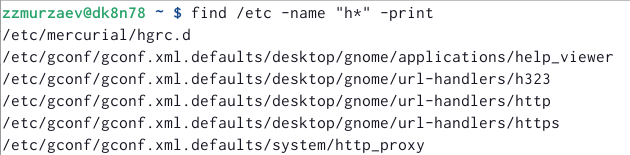 zzmurzaev@dk8n78 ~ $ find /etc -name "h*" -print
/etc/mercurial/hgrc.d
/etc/gconf/gconf.xml.defaults/desktop/gnome/applications/help_viewer
/etc/gconf/gconf.xml.defaults/desktop/gnome/url-handlers/h323
/etc/gconf/gconf.xml.defaults/desktop/gnome/url-handlers/http
/etc/gconf/gconf.xml.defaults/desktop/gnome/url-handlers/https
/etc/gconf/gconf.xml.defaults/system/http_proxy